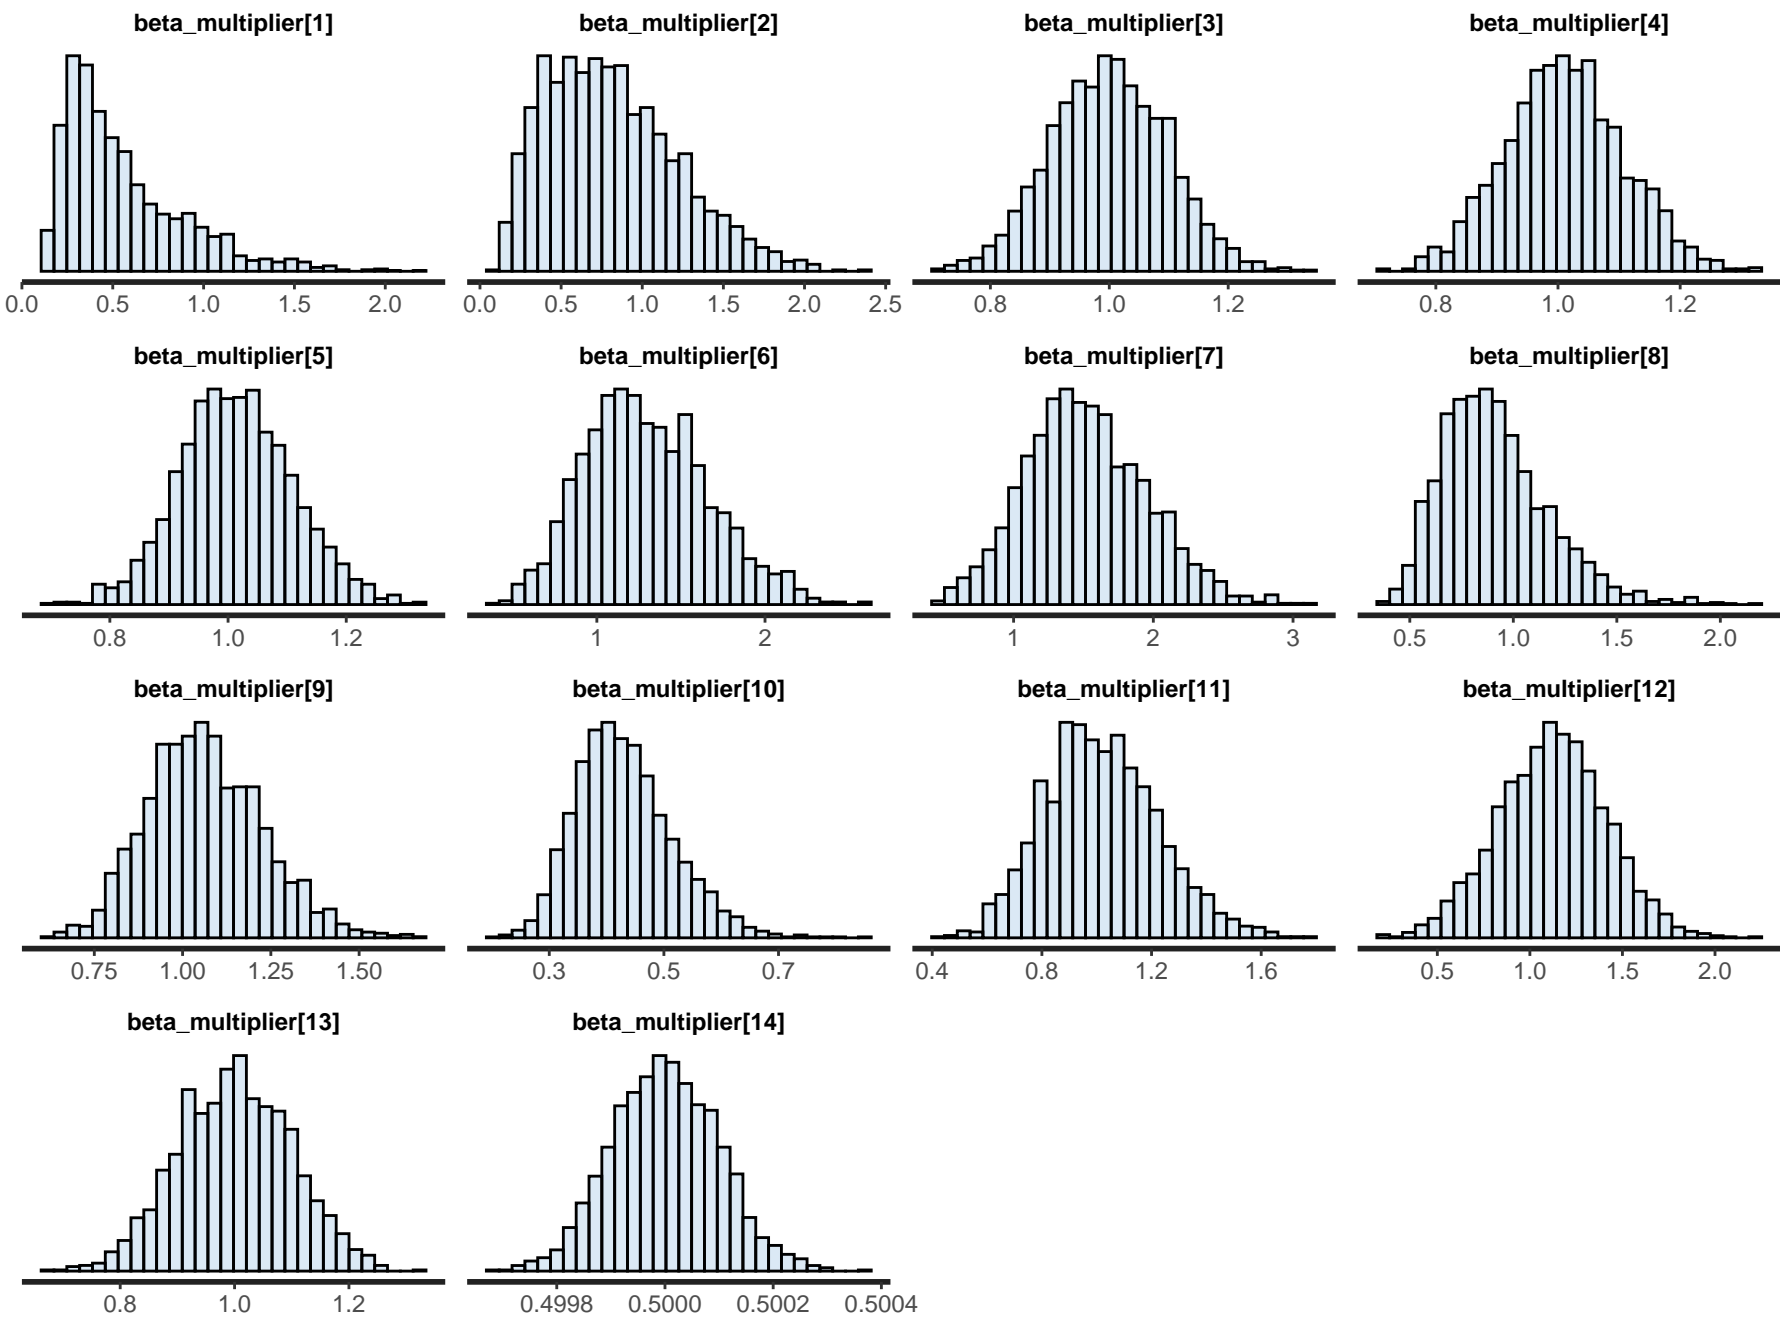 beta_multiplier[1] beta_multiplier[2] beta_multiplier[3] beta_multiplier[4]
0.0 0.5 1.0 1.5 2.0 0.0 0.5 1.0 1.5 2.0 2.5 0.8 1.0 1.2 0.8 1.0 1.2
beta_multiplier[5] beta_multiplier[6] beta_multiplier[7] beta_multiplier[8]
0.8 1.0 1.2 1 2 1 2 3 0.5 1.0 1.5 2.0
beta_multiplier[9] beta_multiplier[10] beta_multiplier[11] beta_multiplier[12]
0.75 1.00 1.25 1.50 0.3 0.5 0.7 0.4 0.8 1.2 1.6 0.5 1.0 1.5 2.0
beta_multiplier[13] beta_multiplier[14]
0.8 1.0 1.2 0.4998 0.5000 0.5002 0.5004